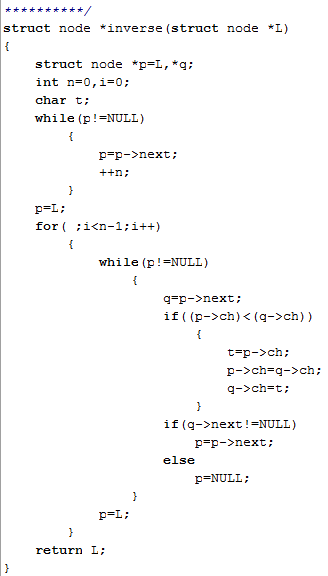 **********/
struct node *inverse(struct node *L)
{
struct node *p=L,*q;
int n=0,i=0;
char t;
while(p!=NULL)
{
p=p->next;
++n;
}
p=L;
for( ;i<n-1;i++)
{
while(p!=NULL)
{
q=p->next;
if((p->ch)<(q->ch))
{
t=p->ch;
p->ch=q->ch;
q->ch=t;
}
if(q->next!=NULL)
p=p->next;
else
p=NULL;
}
p=L;
}
return L;
}